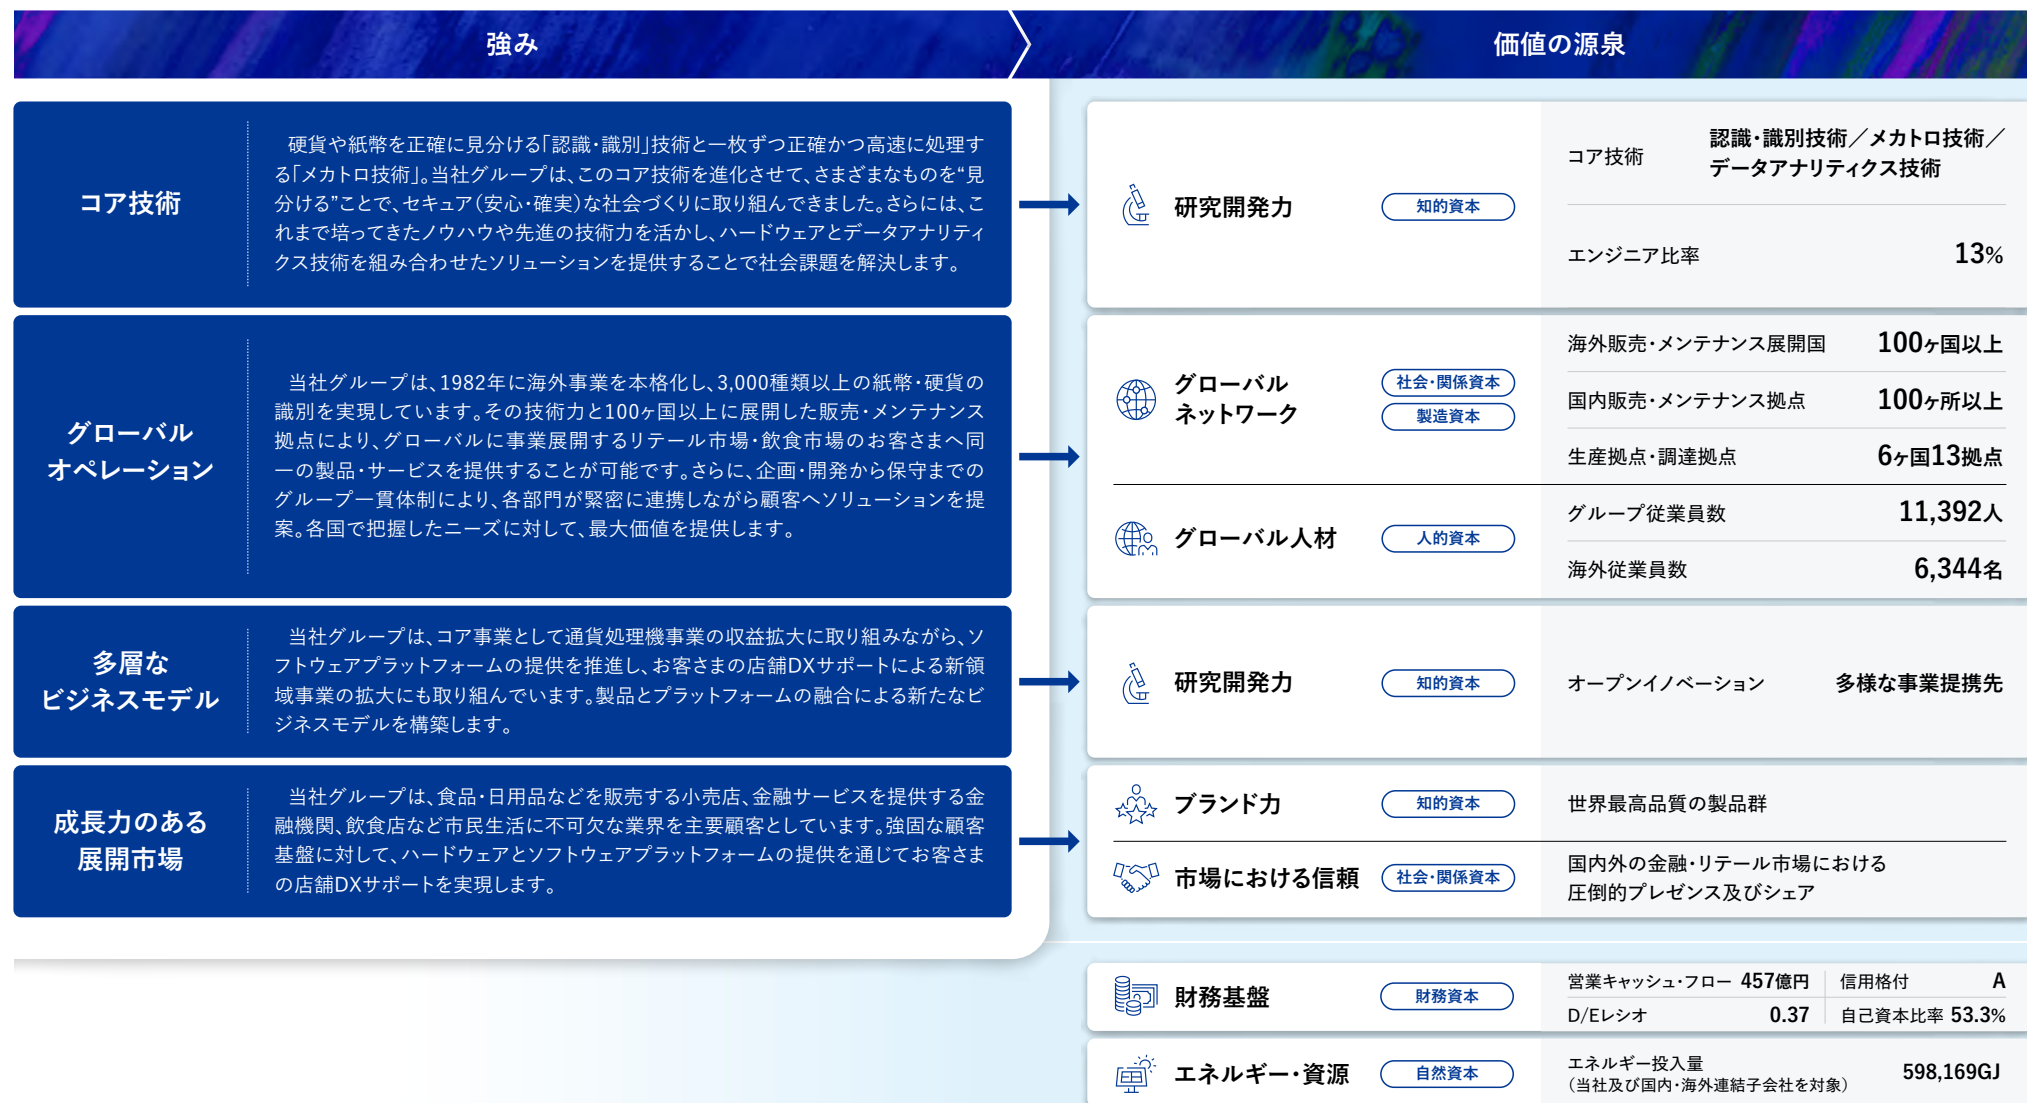 強み
価値の源泉
コア技術
硬貨や紙幣を正確に見分ける「認識・識別」技術と一枚ずつ正確かつ高速に処理す
る「メカトロ技術」。当社グループは、このコア技術を進化させて、さまざまなものを“見
分ける”ことで、セキュア（安心・確実）な社会づくりに取り組んできました。さらには、こ
れまで培ってきたノウハウや先進の技術力を活かし、ハードウェアとデータアナリティ
クス技術を組み合わせたソリューションを提供することで社会課題を解決します。
研究開発力
知的資本
コア技術
認識・識別技術／メカトロ技術／
データアナリティクス技術
エンジニア比率
13%
グローバル
オペレーション
当社グループは、1982年に海外事業を本格化し、3,000種類以上の紙幣・硬貨の
識別を実現しています。その技術力と100ヶ国以上に展開した販売・メンテナンス
拠点により、グローバルに事業展開するリテール市場・飲食市場のお客さまへ同
一の製品・サービスを提供することが可能です。さらに、企画・開発から保守までの
グループ一貫体制により、各部門が緊密に連携しながら顧客へソリューションを提
案。各国で把握したニーズに対して、最大価値を提供します。
グローバル
ネットワーク
社会・関係資本
製造資本
海外販売・メンテナンス展開国 100ヶ国以上
国内販売・メンテナンス拠点 100ヶ所以上
生産拠点・調達拠点 6ヶ国13拠点
グローバル人材
人的資本
グループ従業員数 11,392人
海外従業員数 6,344名
多層な
ビジネスモデル
当社グループは、コア事業として通貨処理機事業の収益拡大に取り組みながら、ソ
フトウェアプラットフォームの提供を推進し、お客さまの店舗DXサポートによる新領
域事業の拡大にも取り組んでいます。製品とプラットフォームの融合による新たなビ
ジネスモデルを構築します。
研究開発力
知的資本
オープンイノベーション 多様な事業提携先
成長力のある
展開市場
当社グループは、食品・日用品などを販売する小売店、金融サービスを提供する金
融機関、飲食店など市民生活に不可欠な業界を主要顧客としています。強固な顧客
基盤に対して、ハードウェアとソフトウェアプラットフォームの提供を通じてお客さま
の店舗DXサポートを実現します。
ブランド力
知的資本
世界最高品質の製品群
市場における信頼
社会・関係資本
国内外の金融・リテール市場における
圧倒的プレゼンス及びシェア
財務基盤
財務資本
営業キャッシュ・フロー 457億円 信用格付 A
D/Eレシオ 0.37 自己資本比率 53.3%
エネルギー・資源
自然資本
エネルギー投入量
（当社及び国内・海外連結子会社を対象）
598,169GJ